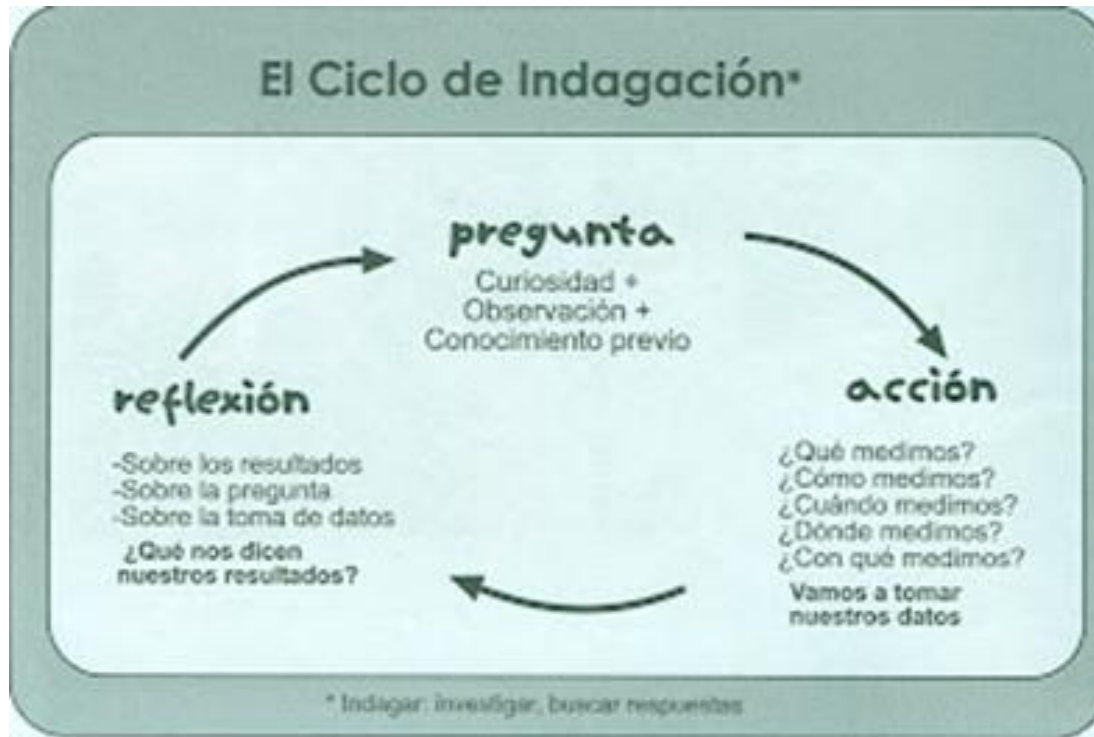 El Ciclo de Indagación*
pregunta
Curiosidad +
Observación +
Conocimiento previo
acción
¿Qué medimos?
¿Cómo medimos?
¿Cuándo medimos?
¿Dónde medimos?
¿Con qué medimos?
Vamos a tomar
nuestros datos
reflexión
-Sobre los resultados
-Sobre la pregunta
-Sobre la toma de datos
¿Qué nos dicen
nuestros resultados?
* Indagar: investigar, buscar respuestas